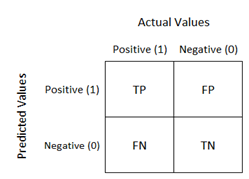 Actual Values
Positive (1) Negative (0)
Predicted Values
Positive (1) TP FP
Negative (0) FN TN